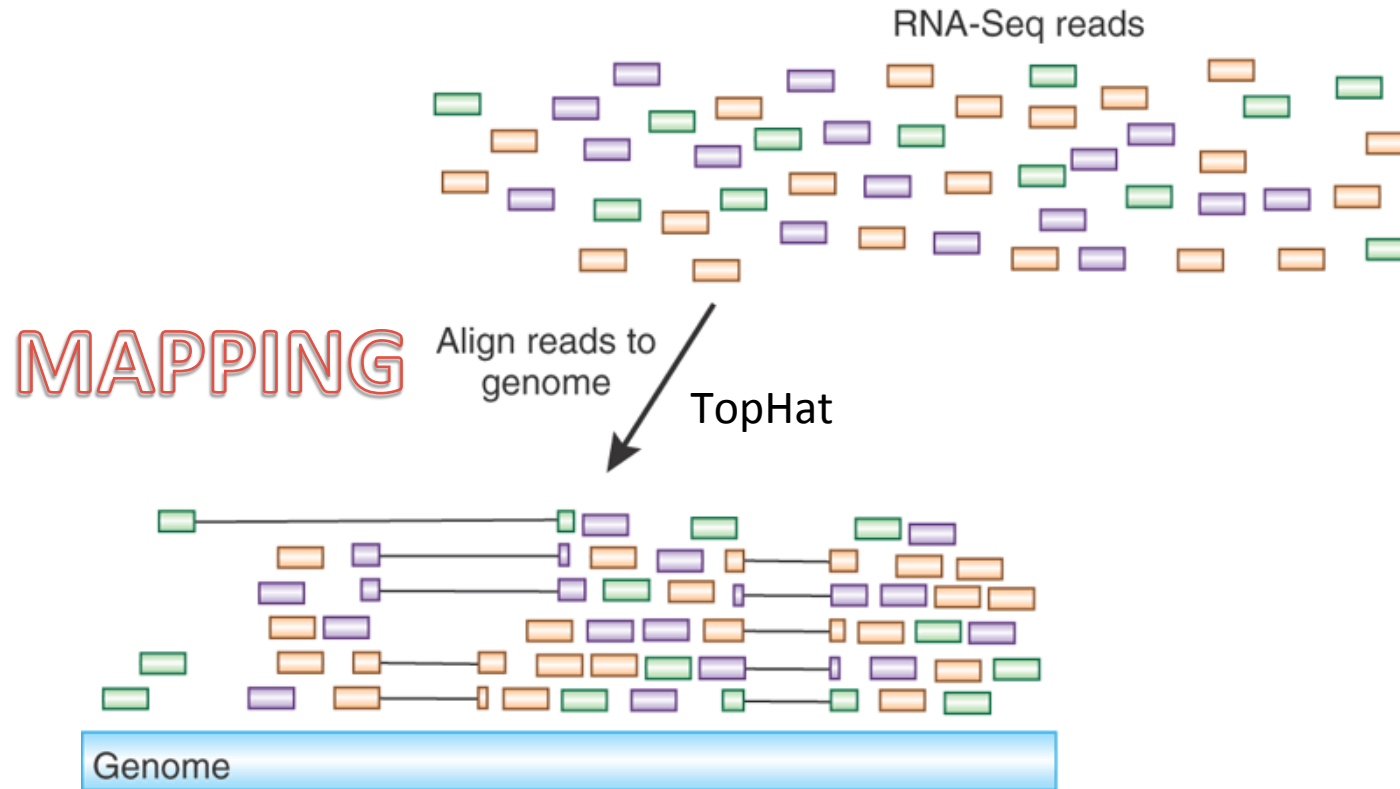 RNA-Seq reads
MAPPING
Align reads to
genome
TopHat
Genome